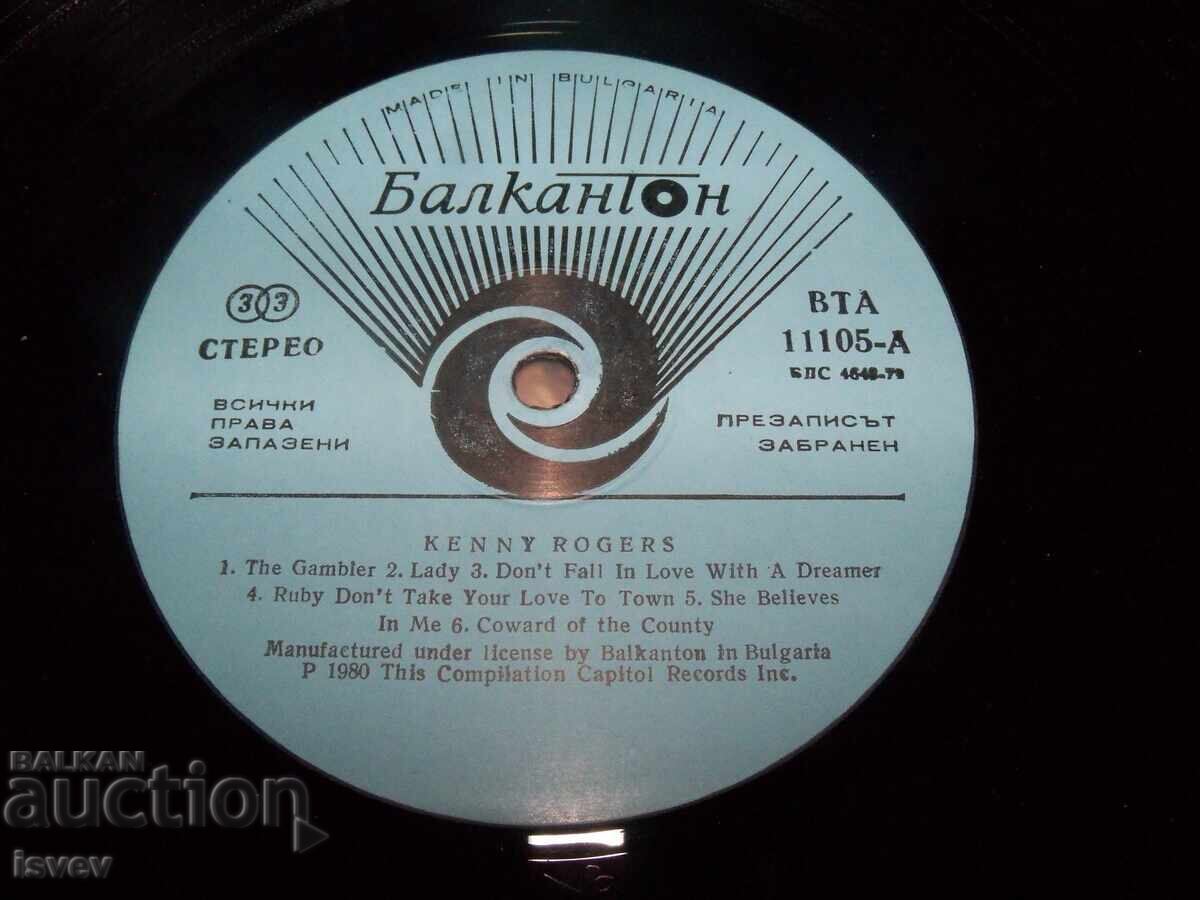 MADE IN BULGARIA
Балкантон
33
СТЕРЕО
ВТА
11105-А
БДС 4648-79
ВСИЧКИ
ПРАВА
ЗАПАЗЕНИ
ПРЕЗАПИСЪТ
ЗАБРАНЕН
KENNY ROGERS
1. The Gambler 2. Lady 3. Don't Fall In Love With A Dreamer
4. Ruby Don't Take Your Love To Town 5. She Believes
In Me 6. Coward of the County
Manufactured under license by Balkanton in Bulgaria
P 1980 This Compilation Capitol Records Inc.
BALKAN
auction
isvev